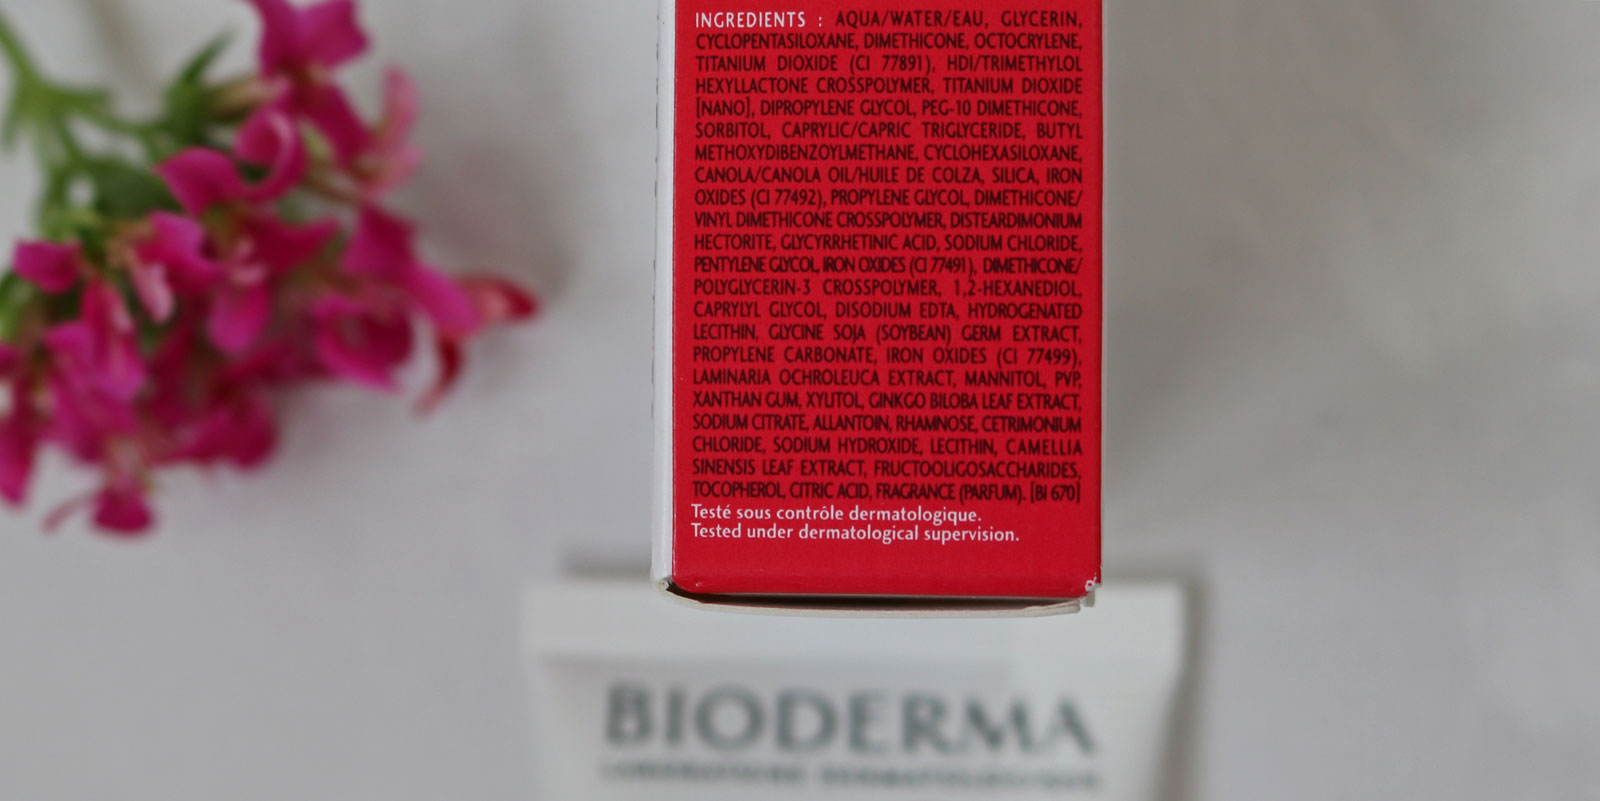 INGREDIENTS : AQUA/WATER/EAU, GLYCERIN,
CYCLOPENTASILOXANE, DIMETHICONE, OCTOCRYLENE,
TITANIUM DIOXIDE (CI 77891), HDI/TRIMETHYLOL
HEXYLLACTONE CROSSPOLYMER, TITANIUM DIOXIDE
[NANO], DIPROPYLENE GLYCOL, PEG-10 DIMETHICONE,
SORBITOL, CAPRYLIC/CAPRIC TRIGLYCERIDE, BUTYL
METHOXYDIBENZOYLMETHANE, CYCLOHEXASILOXANE,
CANOLA/CANOLA OIL/HUILE DE COLZA, SILICA, IRON
OXIDES (CI 77492), PROPYLENE GLYCOL, DIMETHICONE/
VINYL DIMETHICONE CROSSPOLYMER, DISTEARDIMONIUM
HECTORITE, GLYCYRRHETINIC ACID, SODIUM CHLORIDE,
PENTYLENE GLYCOL, IRON OXIDES (CI 77491), DIMETHICONE/
POLYGLYCERIN-3 CROSSPOLYMER, 1,2-HEXANEDIOL,
CAPRYLYL GLYCOL, DISODIUM EDTA, HYDROGENATED
LECITHIN, GLYCINE SOJA (SOYBEAN) GERM EXTRACT,
PROPYLENE CARBONATE, IRON OXIDES (CI 77499),
LAMINARIA OCHROLEUCA EXTRACT, MANNITOL, PVP,
XANTHAN GUM, XYLITOL, GINKGO BILOBA LEAF EXTRACT,
SODIUM CITRATE, ALLANTOIN, RHAMNOSE, CETRIMONIUM
CHLORIDE, SODIUM HYDROXIDE, LECITHIN, CAMELLIA
SINENSIS LEAF EXTRACT, FRUCTOOLIGOSACCHARIDES,
TOCOPHEROL, CITRIC ACID, FRAGRANCE (PARFUM). [BI 670]
Testé sous contrôle dermatologique.
Tested under dermatological supervision.
BIODERMA